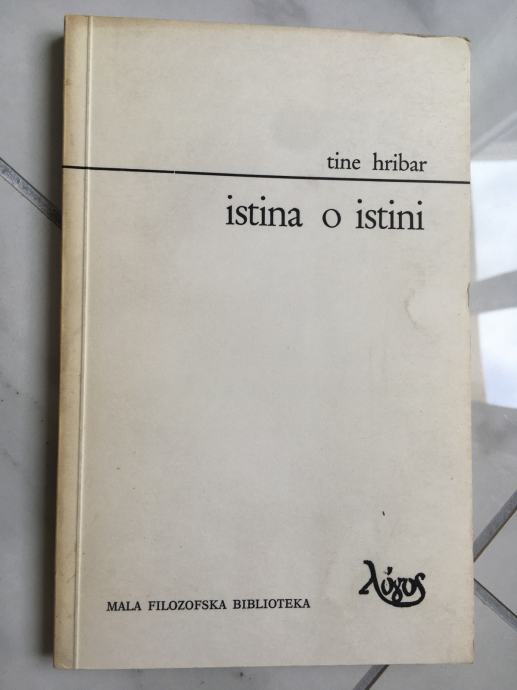 tine hribar
istina o istini
λόγος
MALA FILOZOFSKA BIBLIOTEKA